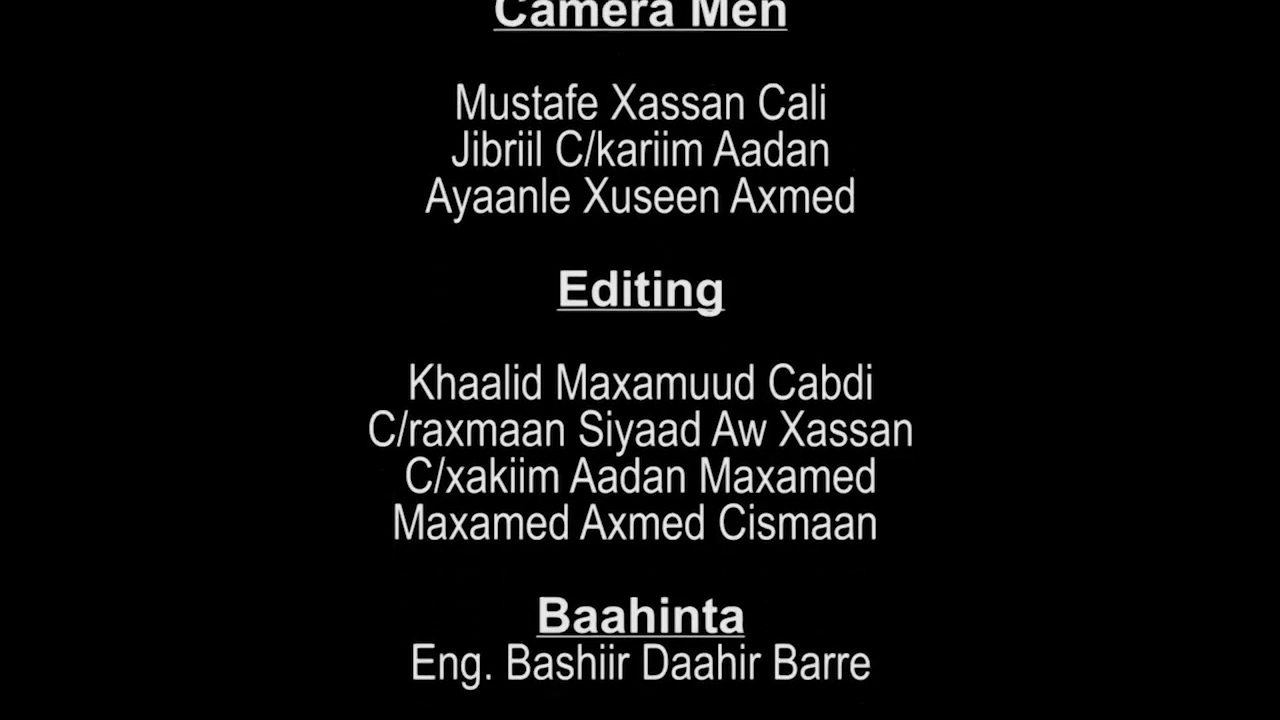 Camera Men
Mustafe Xassan Cali
Jibriil C/kariim Aadan
Ayaanle Xuseen Axmed
Editing
Khaalid Maxamuud Cabdi
C/raxmaan Siyaad Aw Xassan
C/xakiim Aadan Maxamed
Maxamed Axmed Cismaan
Baahinta
Eng. Bashiir Daahir Barre